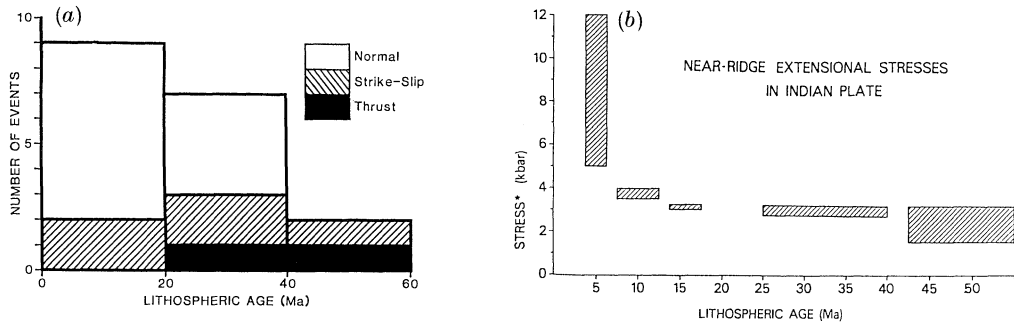 (a)
10
5
0
NUMBER OF EVENTS
Normal
Strike-Slip
Thrust
0 20 40 60
LITHOSPHERIC AGE (Ma)
(b)
NEAR-RIDGE EXTENSIONAL STRESSES
IN INDIAN PLATE
12
10
8
6
4
2
0
STRESS* (kbar)
5 10 15 20 25 30 35 40 45 50
LITHOSPHERIC AGE (Ma)